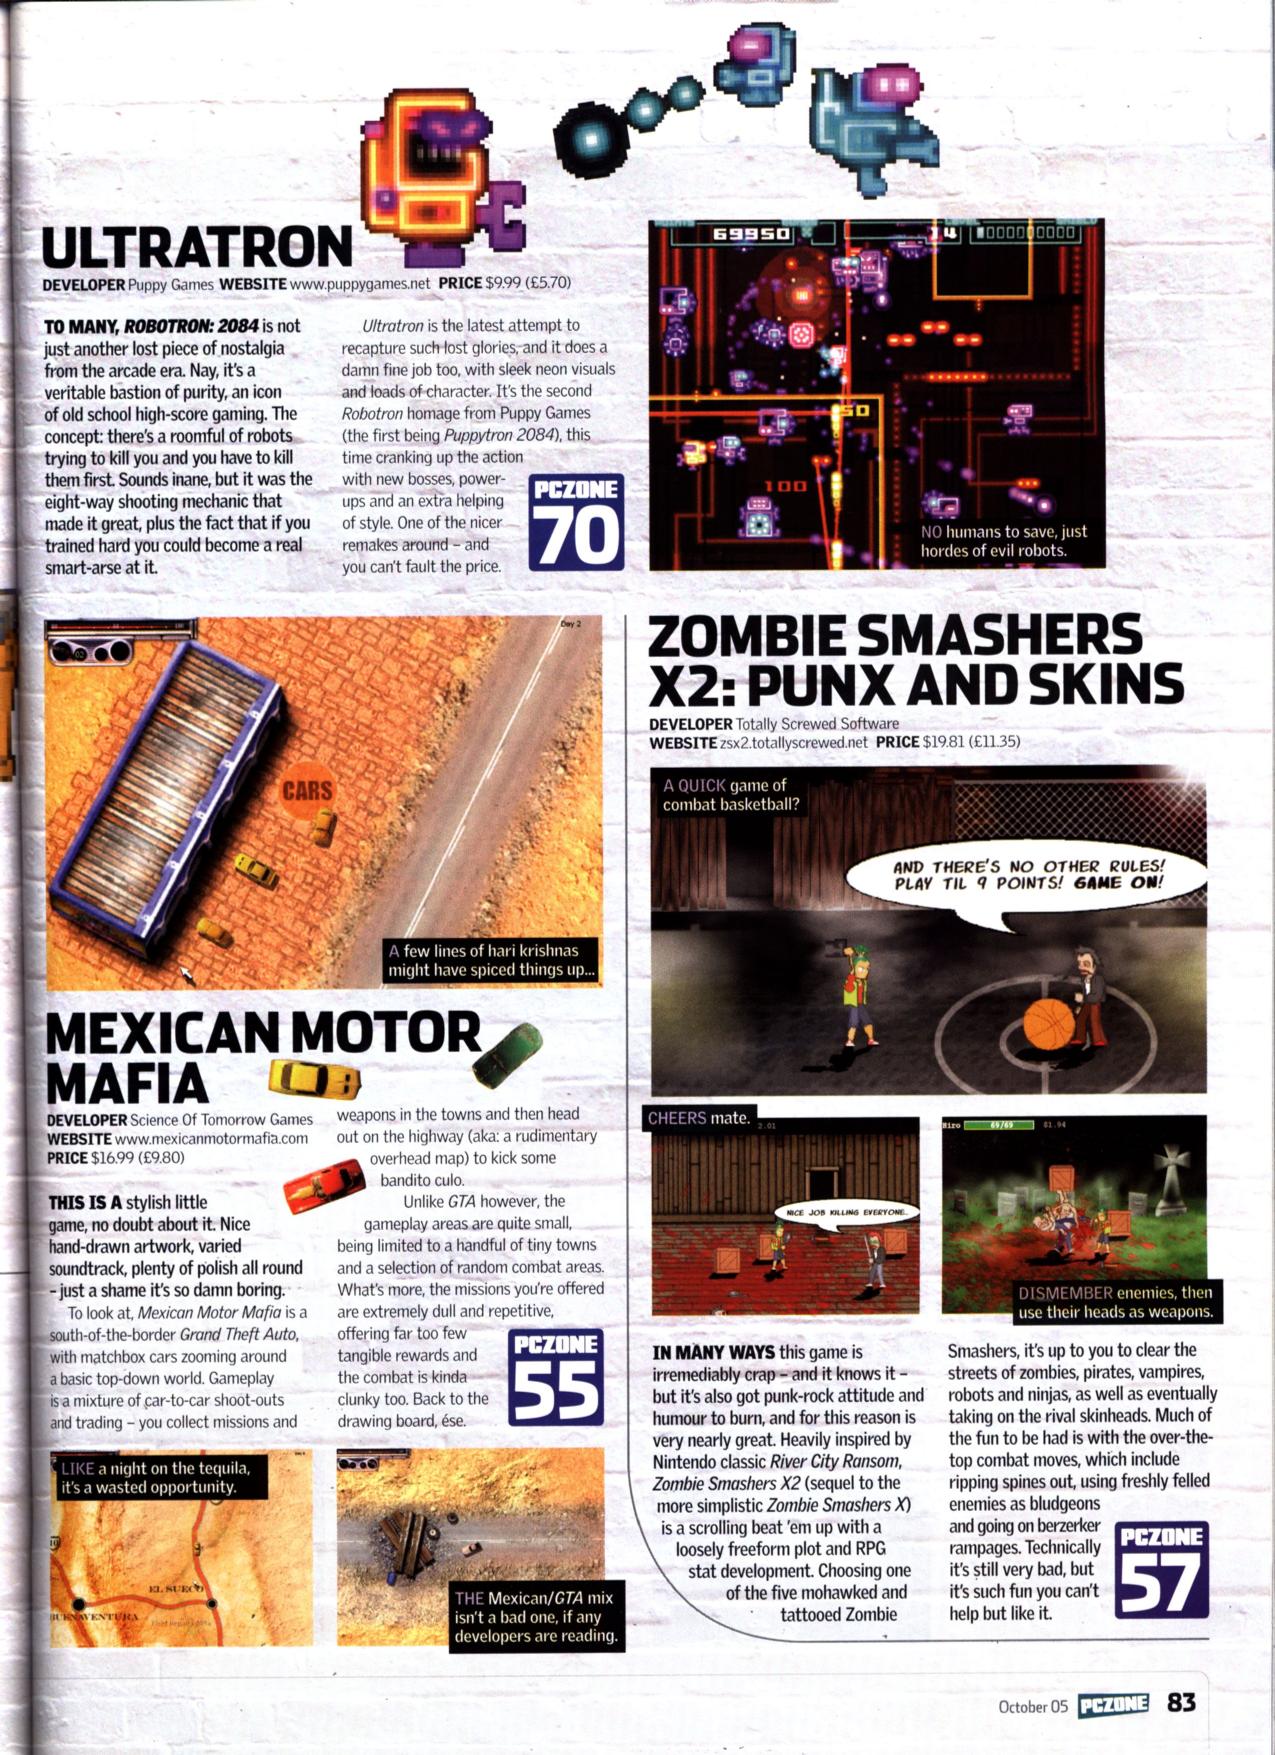 ULTRATRON
DEVELOPER Puppy Games WEBSITE www.puppygames.net PRICE $9.99 (£5.70)
TO MANY, ROBOTRON: 2084 is not
just another lost piece of nostalgia
from the arcade era. Nay, it's a
veritable bastion of purity, an icon
of old school high-score gaming. The
concept: there's a roomful of robots
trying to kill you and you have to kill
them first. Sounds inane, but it was the
eight-way shooting mechanic that
made it great, plus the fact that if you
trained hard you could become a real
smart-arse at it.
Ultratron is the latest attempt to
recapture such lost glories, and it does a
damn fine job too, with sleek neon visuals
and loads of character. It's the second
Robotron homage from Puppy Games
(the first being Puppytron 2084), this
time cranking up the action
with new bosses, power-
ups and an extra helping
of style. One of the nicer
remakes around – and
you can't fault the price.
PCZONE
70
69950
14
50
100
NO humans to save, just
hordes of evil robots.
Day 2
CARS
A few lines of hari krishnas
might have spiced things up...
MEXICAN MOTOR
MAFIA
DEVELOPER Science Of Tomorrow Games
WEBSITE www.mexicanmotormafia.com
PRICE $16.99 (£9.80)
THIS IS A stylish little
game, no doubt about it. Nice
hand-drawn artwork, varied
soundtrack, plenty of polish all round
– just a shame it's so damn boring.
To look at, Mexican Motor Mafia is a
south-of-the-border Grand Theft Auto,
with matchbox cars zooming around
a basic top-down world. Gameplay
is a mixture of car-to-car shoot-outs
and trading – you collect missions and
weapons in the towns and then head
out on the highway (aka: a rudimentary
overhead map) to kick some
bandito culo.
Unlike GTA however, the
gameplay areas are quite small,
being limited to a handful of tiny towns
and a selection of random combat areas.
What's more, the missions you're offered
are extremely dull and repetitive,
offering far too few
tangible rewards and
the combat is kinda
clunky too. Back to the
drawing board, ése.
PCZONE
55
LIKE a night on the tequila,
it's a wasted opportunity.
EL SUECO
BUENAVENTURA
THE Mexican/GTA mix
isn't a bad one, if any
developers are reading.
ZOMBIE SMASHERS
X2: PUNX AND SKINS
DEVELOPER Totally Screwed Software
WEBSITE zsx2.totallyscrewed.net PRICE $19.81 (£11.35)
A QUICK game of
combat basketball?
AND THERE'S NO OTHER RULES!
PLAY TIL 9 POINTS! GAME ON!
CHEERS mate.
2.01
NICE JOB KILLING EVERYONE.
Hiro 69/69 $1.94
DISMEMBER enemies, then
use their heads as weapons.
IN MANY WAYS this game is
irremediably crap – and it knows it –
but it's also got punk-rock attitude and
humour to burn, and for this reason is
very nearly great. Heavily inspired by
Nintendo classic River City Ransom,
Zombie Smashers X2 (sequel to the
more simplistic Zombie Smashers X)
is a scrolling beat 'em up with a
loosely freeform plot and RPG
stat development. Choosing one
of the five mohawked and
tattooed Zombie
Smashers, it's up to you to clear the
streets of zombies, pirates, vampires,
robots and ninjas, as well as eventually
taking on the rival skinheads. Much of
the fun to be had is with the over-the-
top combat moves, which include
ripping spines out, using freshly felled
enemies as bludgeons
and going on berzerker
rampages. Technically
it's still very bad, but
it's such fun you can't
help but like it.
PCZONE
57
October 05 PCZONE 83